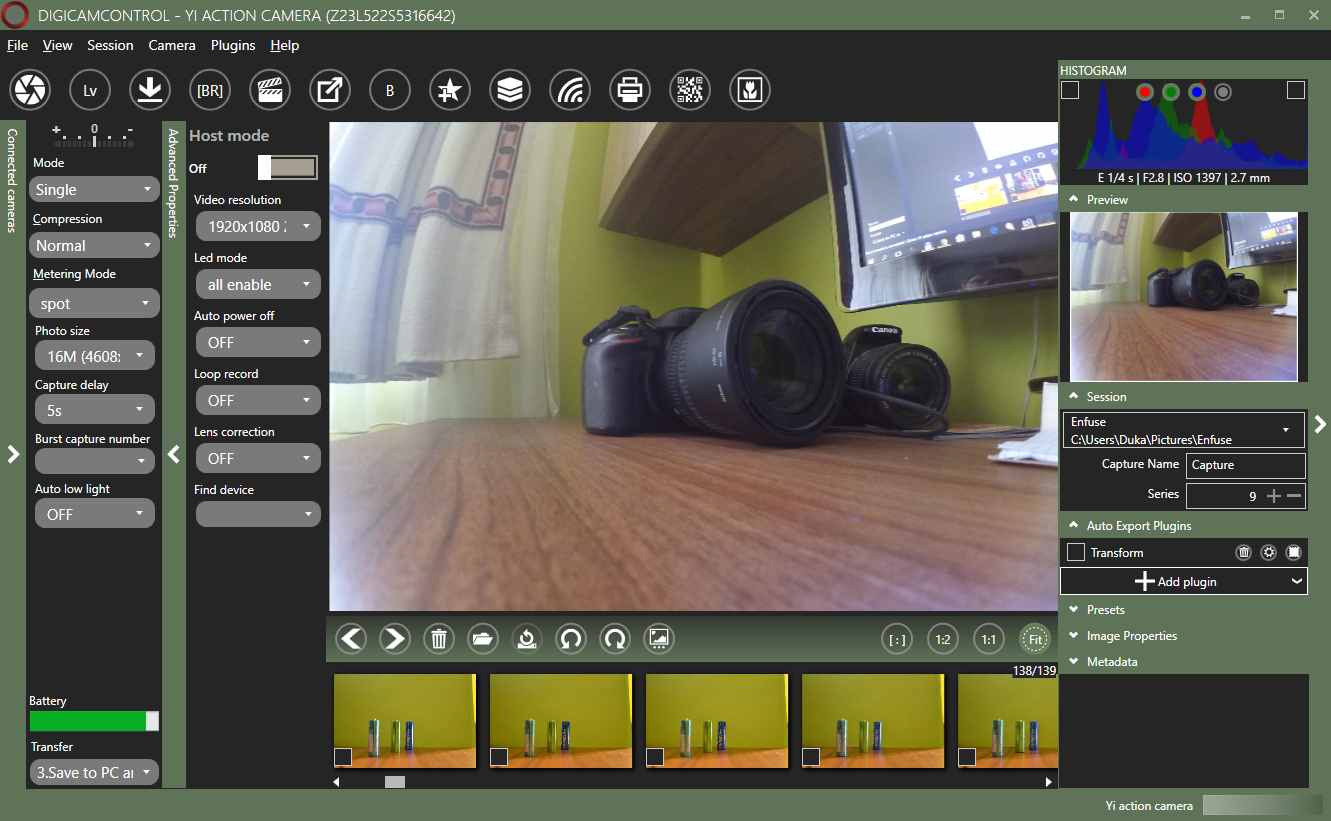 DIGICAMCONTROL - YI ACTION CAMERA (Z23L522S5316642)
File View Session Camera Plugins Help
Lv [BR] B
Connected cameras
+ 0 -
Mode
Single
Compression
Normal
Metering Mode
spot
Photo size
16M (4608:
Capture delay
5s
Burst capture number
Auto low light
OFF
Battery
Transfer
3.Save to PC ar
Advanced Properties
Host mode
Off
Video resolution
1920x1080
Led mode
all enable
Auto power off
OFF
Loop record
OFF
Lens correction
OFF
Find device
Canon
[ : ] 1:2 1:1 Fit
138/139
HISTOGRAM
E 1/4 s | F2.8 | ISO 1397 | 2.7 mm
Preview
Session
Enfuse
C:\Users\Duka\Pictures\Enfuse
Capture Name Capture
Series 9
Auto Export Plugins
Transform
Add plugin
Presets
Image Properties
Metadata
Yi action camera